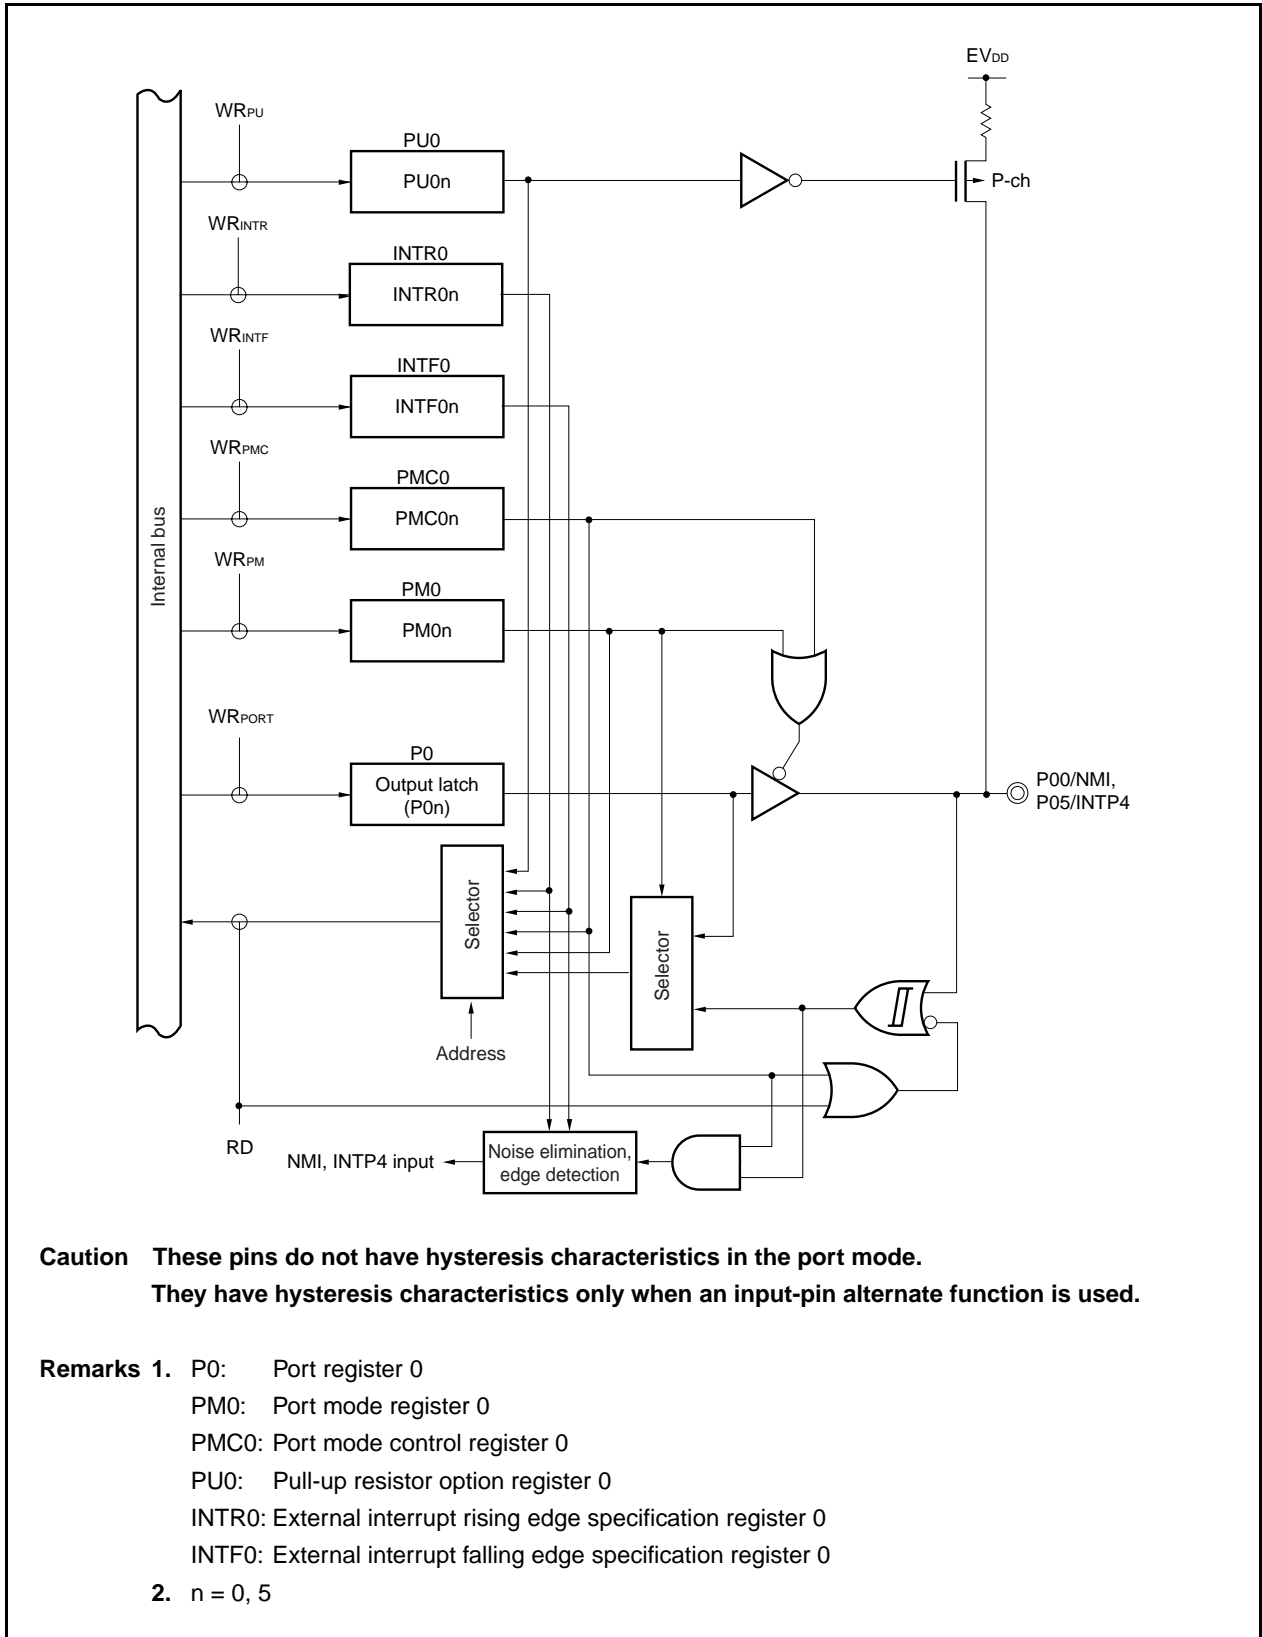 EVDD
WRPU
PU0
PU0n
P-ch
WRINTR
INTR0
INTR0n
WRINTF
INTF0
INTF0n
WRPMC
PMC0
PMC0n
Internal bus
WRPM
PM0
PM0n
WRPORT
P0
Output latch
(P0n)
P00/NMI,
P05/INTP4
Selector
Selector
Address
RD
NMI, INTP4 input
Noise elimination,
edge detection
Caution These pins do not have hysteresis characteristics in the port mode.
They have hysteresis characteristics only when an input-pin alternate function is used.
Remarks 1. P0: Port register 0
PM0: Port mode register 0
PMC0: Port mode control register 0
PU0: Pull-up resistor option register 0
INTR0: External interrupt rising edge specification register 0
INTF0: External interrupt falling edge specification register 0
2. n = 0, 5